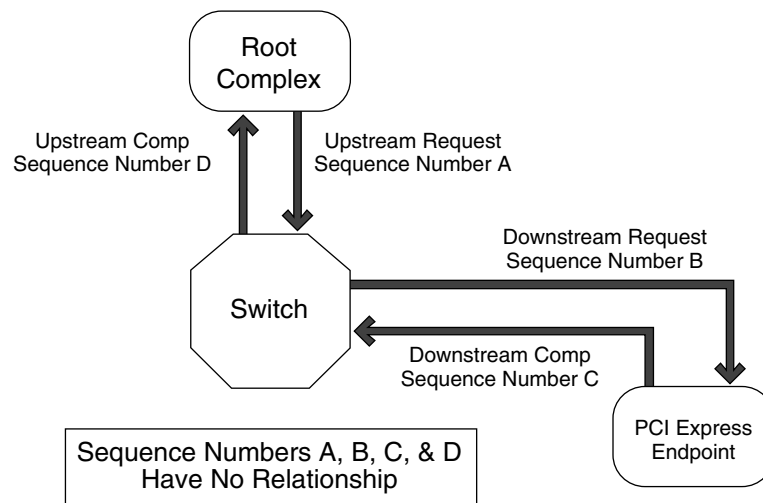 Root
Complex
Upstream Comp
Sequence Number D
Upstream Request
Sequence Number A
Switch
Downstream Request
Sequence Number B
Downstream Comp
Sequence Number C
PCI Express
Endpoint
Sequence Numbers A, B, C, & D
Have No Relationship